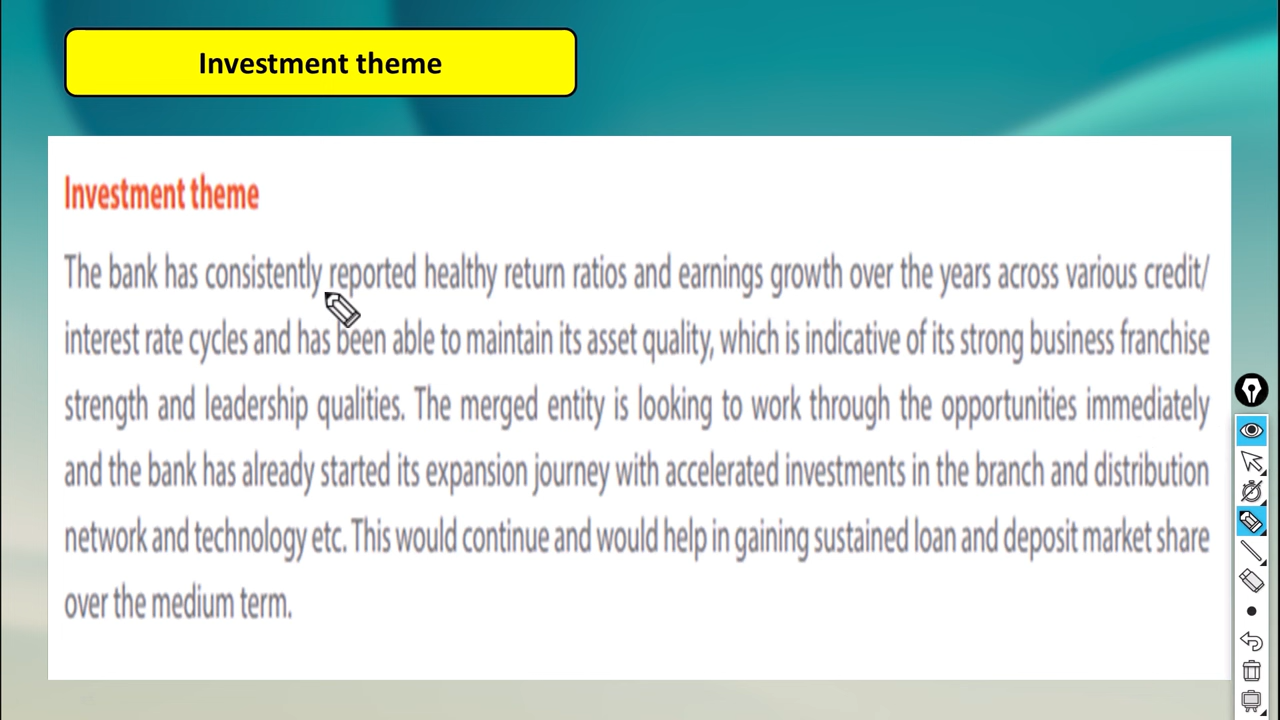 Investment theme
Investment theme
The bank has consistently reported healthy return ratios and earnings growth over the years across various credit/
interest rate cycles and has been able to maintain its asset quality, which is indicative of its strong business franchise
strength and leadership qualities. The merged entity is looking to work through the opportunities immediately
and the bank has already started its expansion journey with accelerated investments in the branch and distribution
network and technology etc. This would continue and would help in gaining sustained loan and deposit market share
over the medium term.